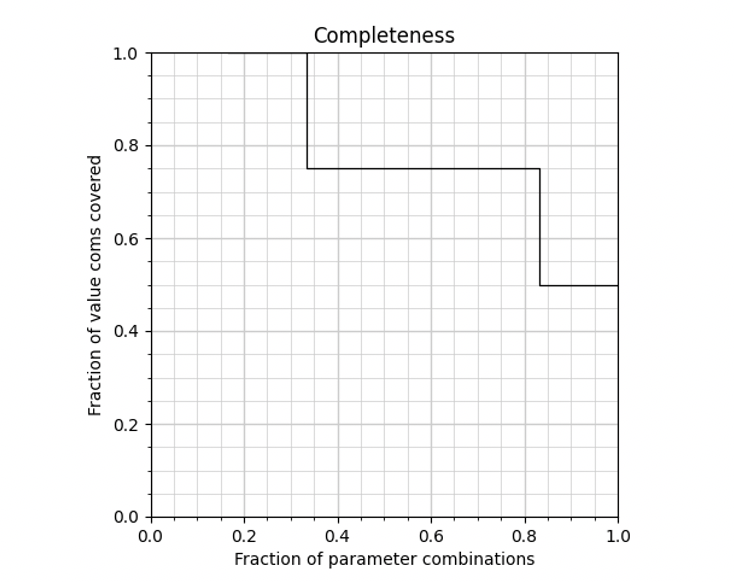 Completeness
1.0
0.8
0.6
0.4
0.2
0.0
Fraction of value coms covered
0.0 0.2 0.4 0.6 0.8 1.0
Fraction of parameter combinations